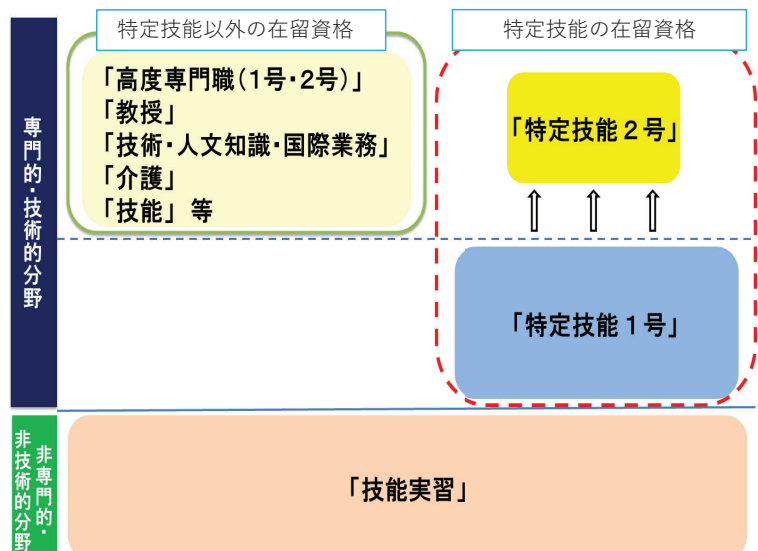 特定技能以外の在留資格
特定技能の在留資格
専門的・技術的分野
「高度専門職(1号・2号)」
「教授」
「技術・人文知識・国際業務」
「介護」
「技能」等
「特定技能２号」
「特定技能１号」
非専門的・
非技術的分野
「技能実習」